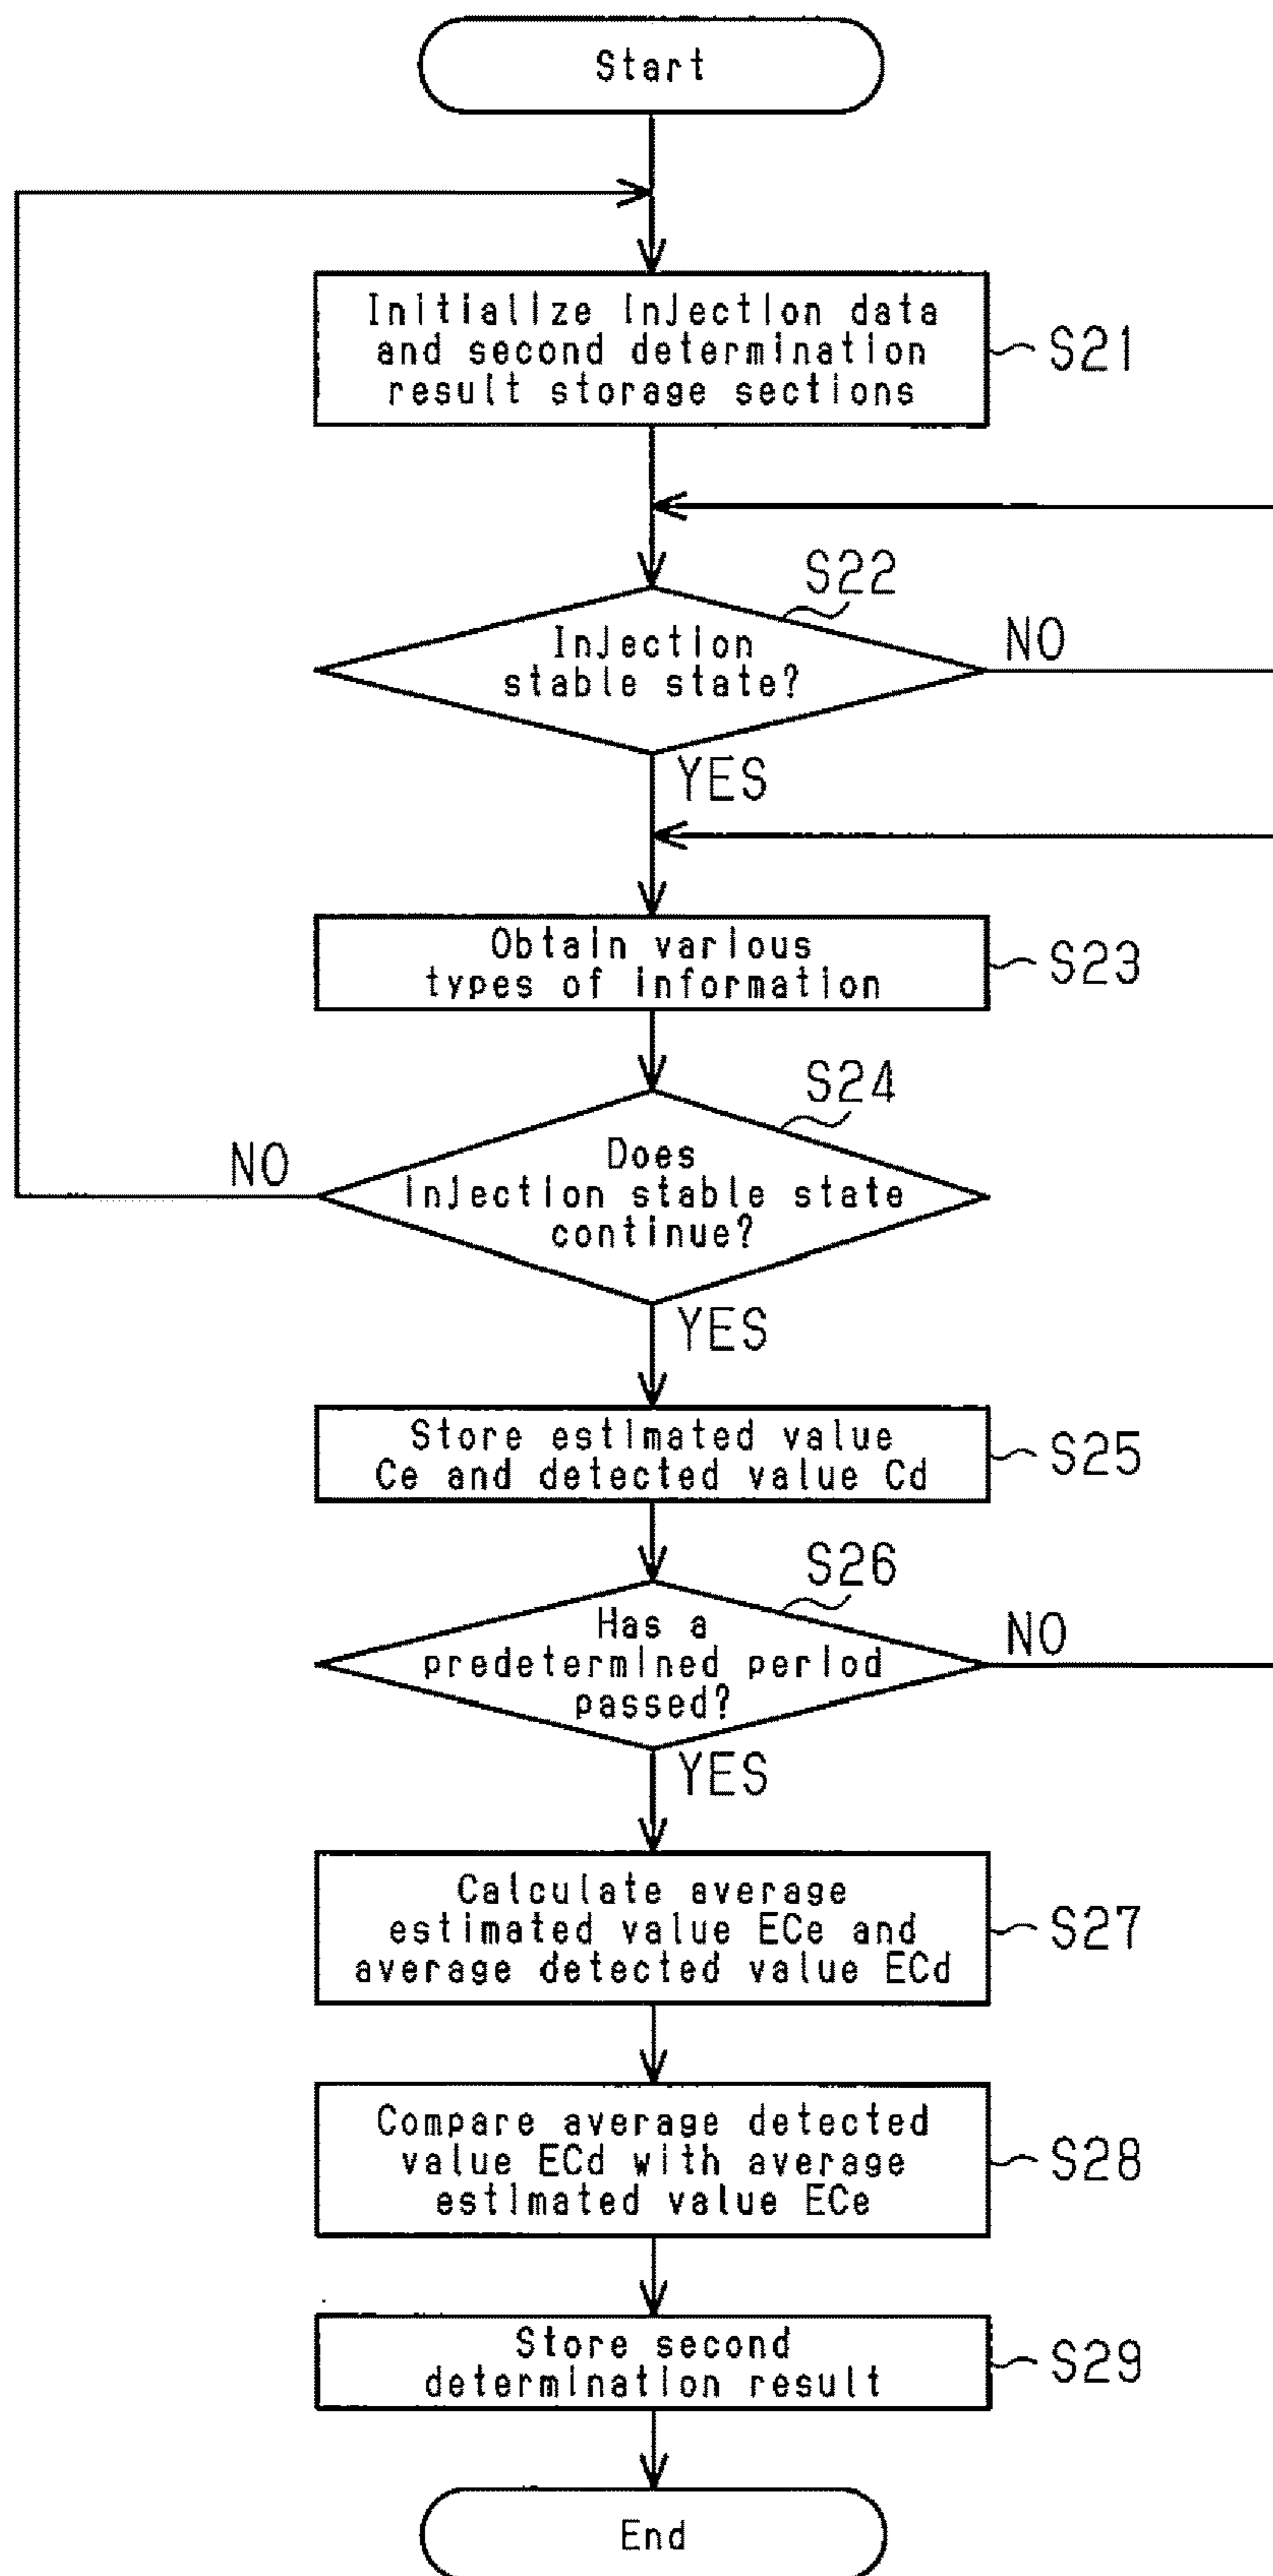 Start
Initialize injection data
and second determination
result storage sections
S21
S22
Injection
stable state?
NO
YES
Obtain various
types of information
S23
S24
Does
injection stable state
continue?
NO
YES
Store estimated value
Ce and detected value Cd
S25
S26
Has a
predetermined period
passed?
NO
YES
Calculate average
estimated value ECe and
average detected value ECd
S27
Compare average detected
value ECd with average
estimated value ECe
S28
Store second
determination result
S29
End